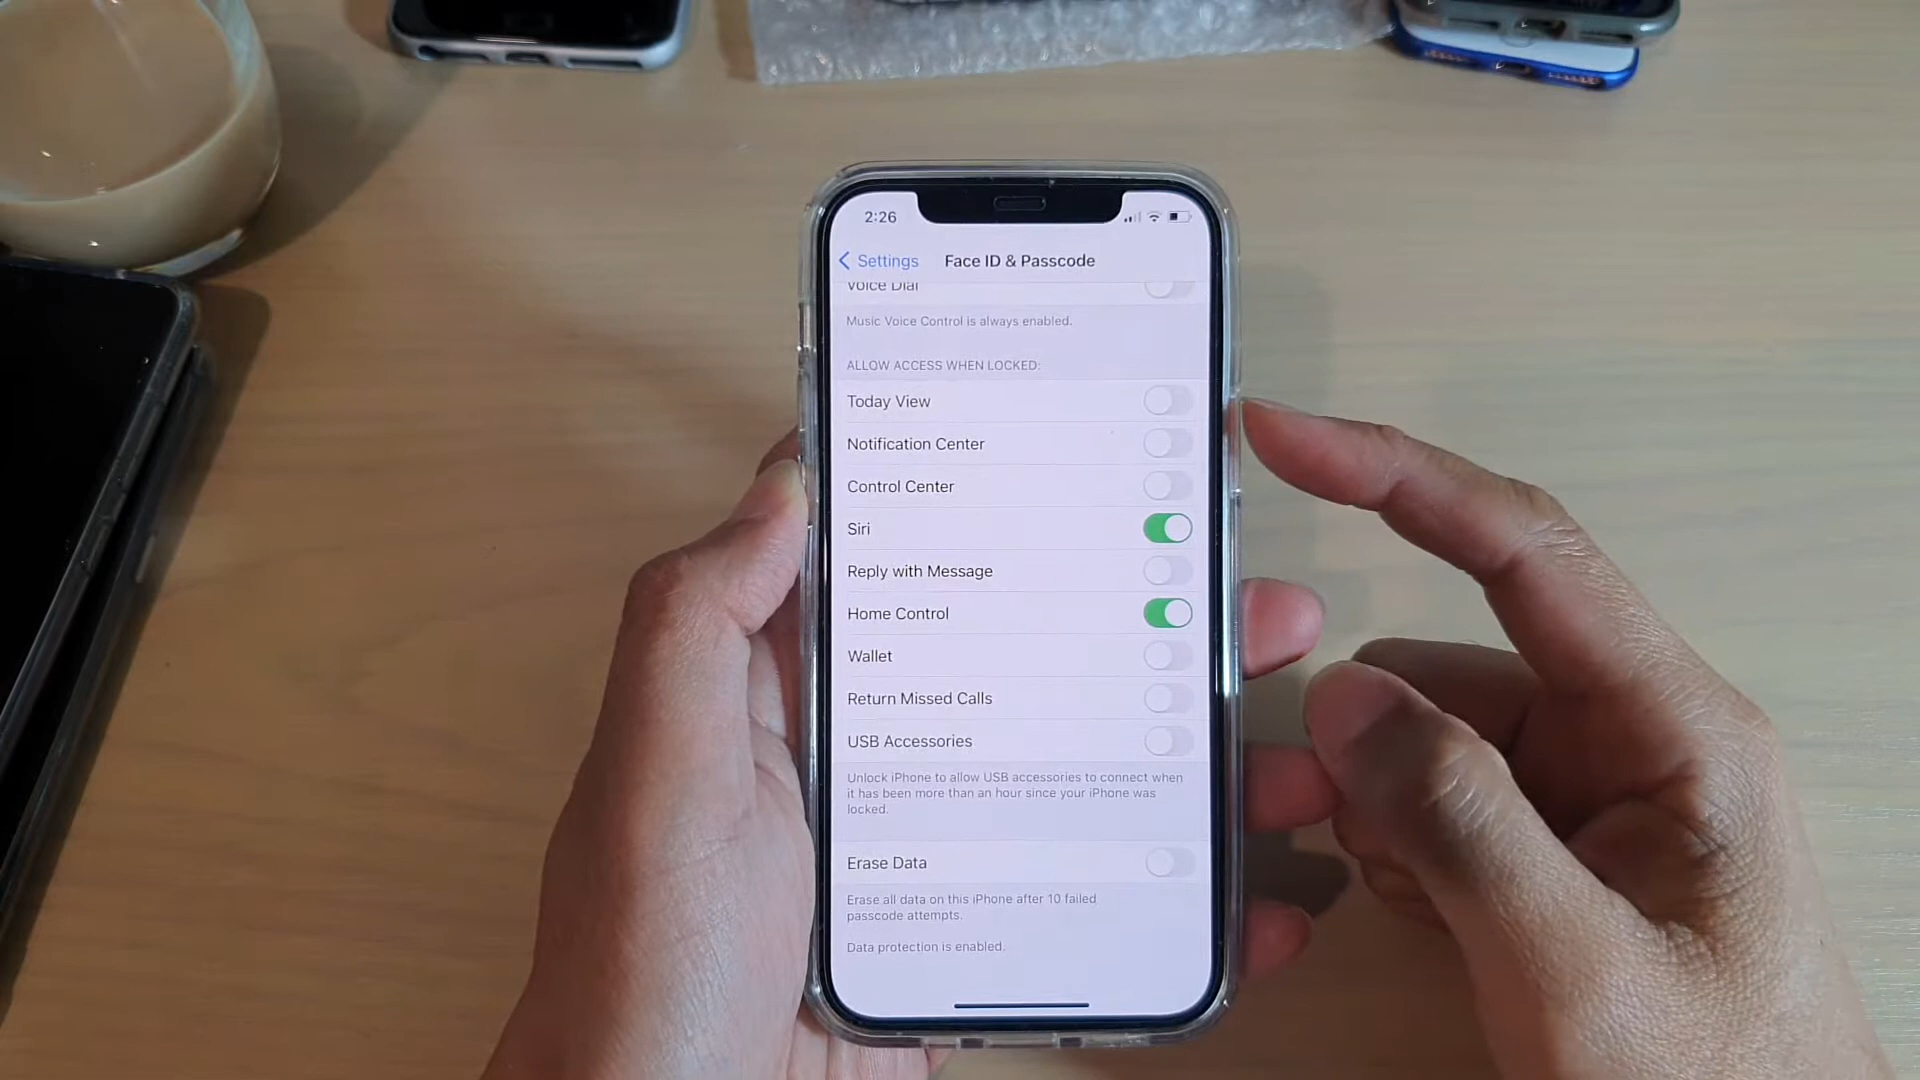 2:26
Settings
Face ID & Passcode
Voice Dial
Music Voice Control is always enabled.
ALLOW ACCESS WHEN LOCKED:
Today View
Notification Center
Control Center
Siri
Reply with Message
Home Control
Wallet
Return Missed Calls
USB Accessories
Unlock iPhone to allow USB accessories to connect when
it has been more than an hour since your iPhone was
locked.
Erase Data
Erase all data on this iPhone after 10 failed
passcode attempts.
Data protection is enabled.